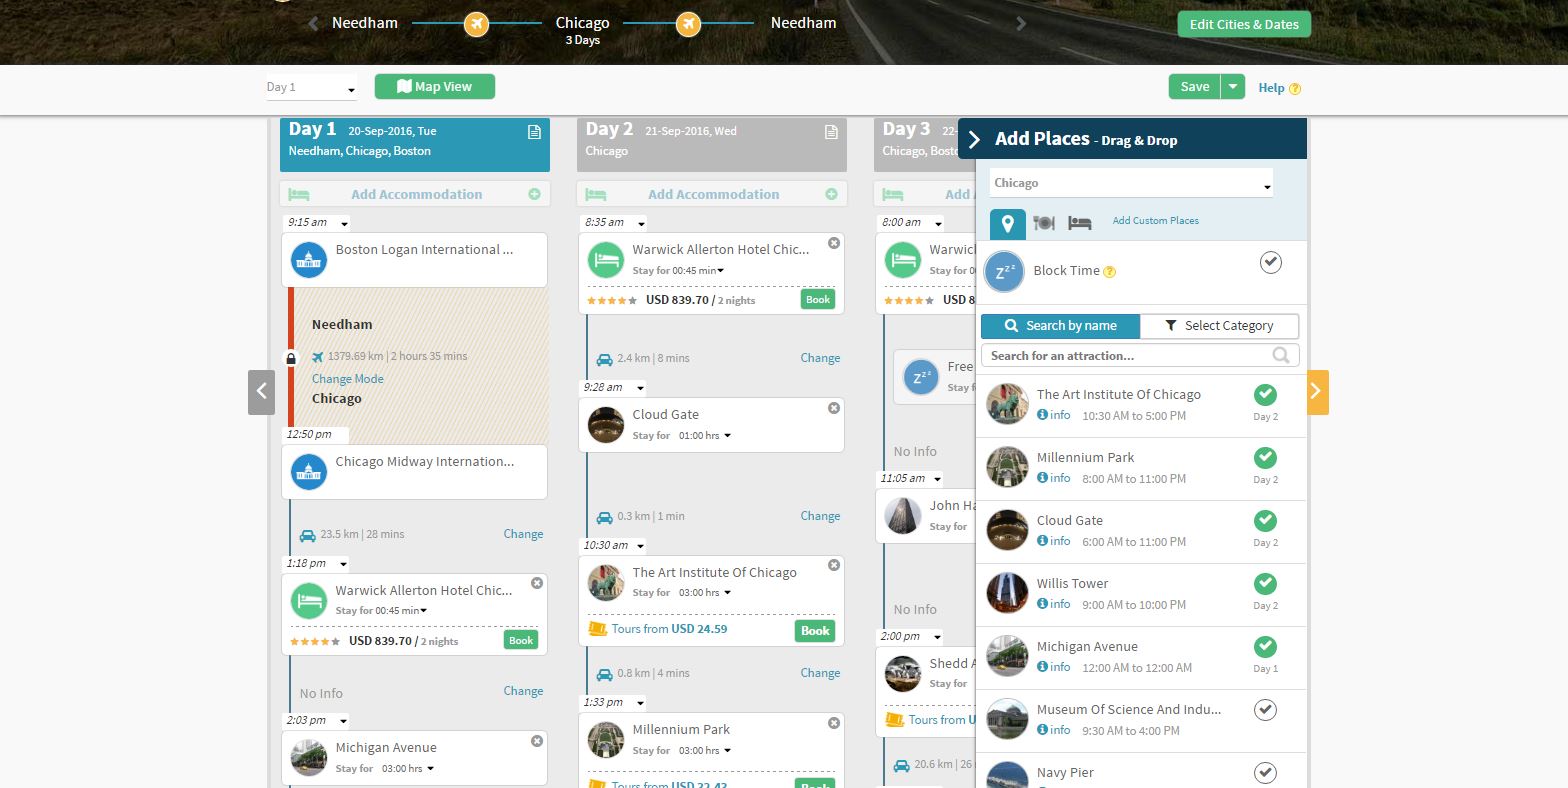 Needham
Chicago
3 Days
Needham
Edit Cities & Dates
Day 1
Map View
Save
Help ?
Day 1 20-Sep-2016, Tue
Needham, Chicago, Boston
Add Accommodation
9:15 am
Boston Logan International ...
Needham
1379.69 km | 2 hours 35 mins
Change Mode
Chicago
12:50 pm
Chicago Midway Internation...
23.5 km | 28 mins
Change
1:18 pm
Warwick Allerton Hotel Chic...
Stay for 00:45 min
USD 839.70 / 2 nights
Book
No Info
Change
2:03 pm
Michigan Avenue
Stay for 03:00 hrs
Day 2 21-Sep-2016, Wed
Chicago
Add Accommodation
8:35 am
Warwick Allerton Hotel Chic...
Stay for 00:45 min
USD 839.70 / 2 nights
Book
2.4 km | 8 mins
Change
9:28 am
Cloud Gate
Stay for 01:00 hrs
0.3 km | 1 min
Change
10:30 am
The Art Institute Of Chicago
Stay for 03:00 hrs
Tours from USD 24.59
Book
0.8 km | 4 mins
Change
1:33 pm
Millennium Park
Stay for 03:00 hrs
Tours from USD 22.43
Book
Day 3 22-
Chicago, Bost
Add
8:00 am
Warwic
Stay for 0
USD 8
Free
Stay f
No Info
11:05 am
John Ha
Stay for
No Info
2:00 pm
Shedd A
Stay for
Tours from U
20.6 km | 26
Add Places - Drag & Drop
Chicago
Add Custom Places
zzz
Block Time ?
Search by name
Select Category
Search for an attraction...
The Art Institute Of Chicago
info 10:30 AM to 5:00 PM
Day 2
Millennium Park
info 8:00 AM to 11:00 PM
Day 2
Cloud Gate
info 6:00 AM to 11:00 PM
Day 2
Willis Tower
info 9:00 AM to 10:00 PM
Day 2
Michigan Avenue
info 12:00 AM to 12:00 AM
Day 1
Museum Of Science And Indu...
info 9:30 AM to 4:00 PM
Navy Pier